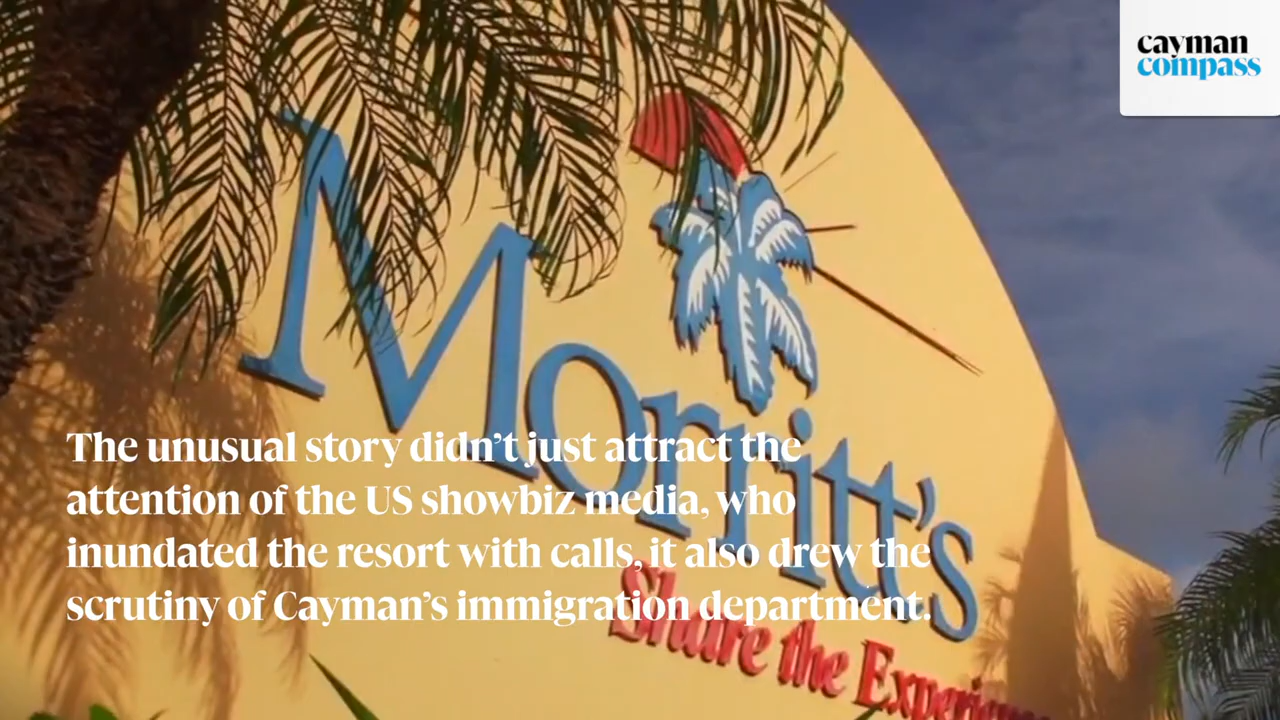 cayman
compass
Morritt's
The unusual story didn’t just attract the
attention of the US showbiz media, who
inundated the resort with calls, it also drew the
scrutiny of Cayman’s immigration department.
Share the